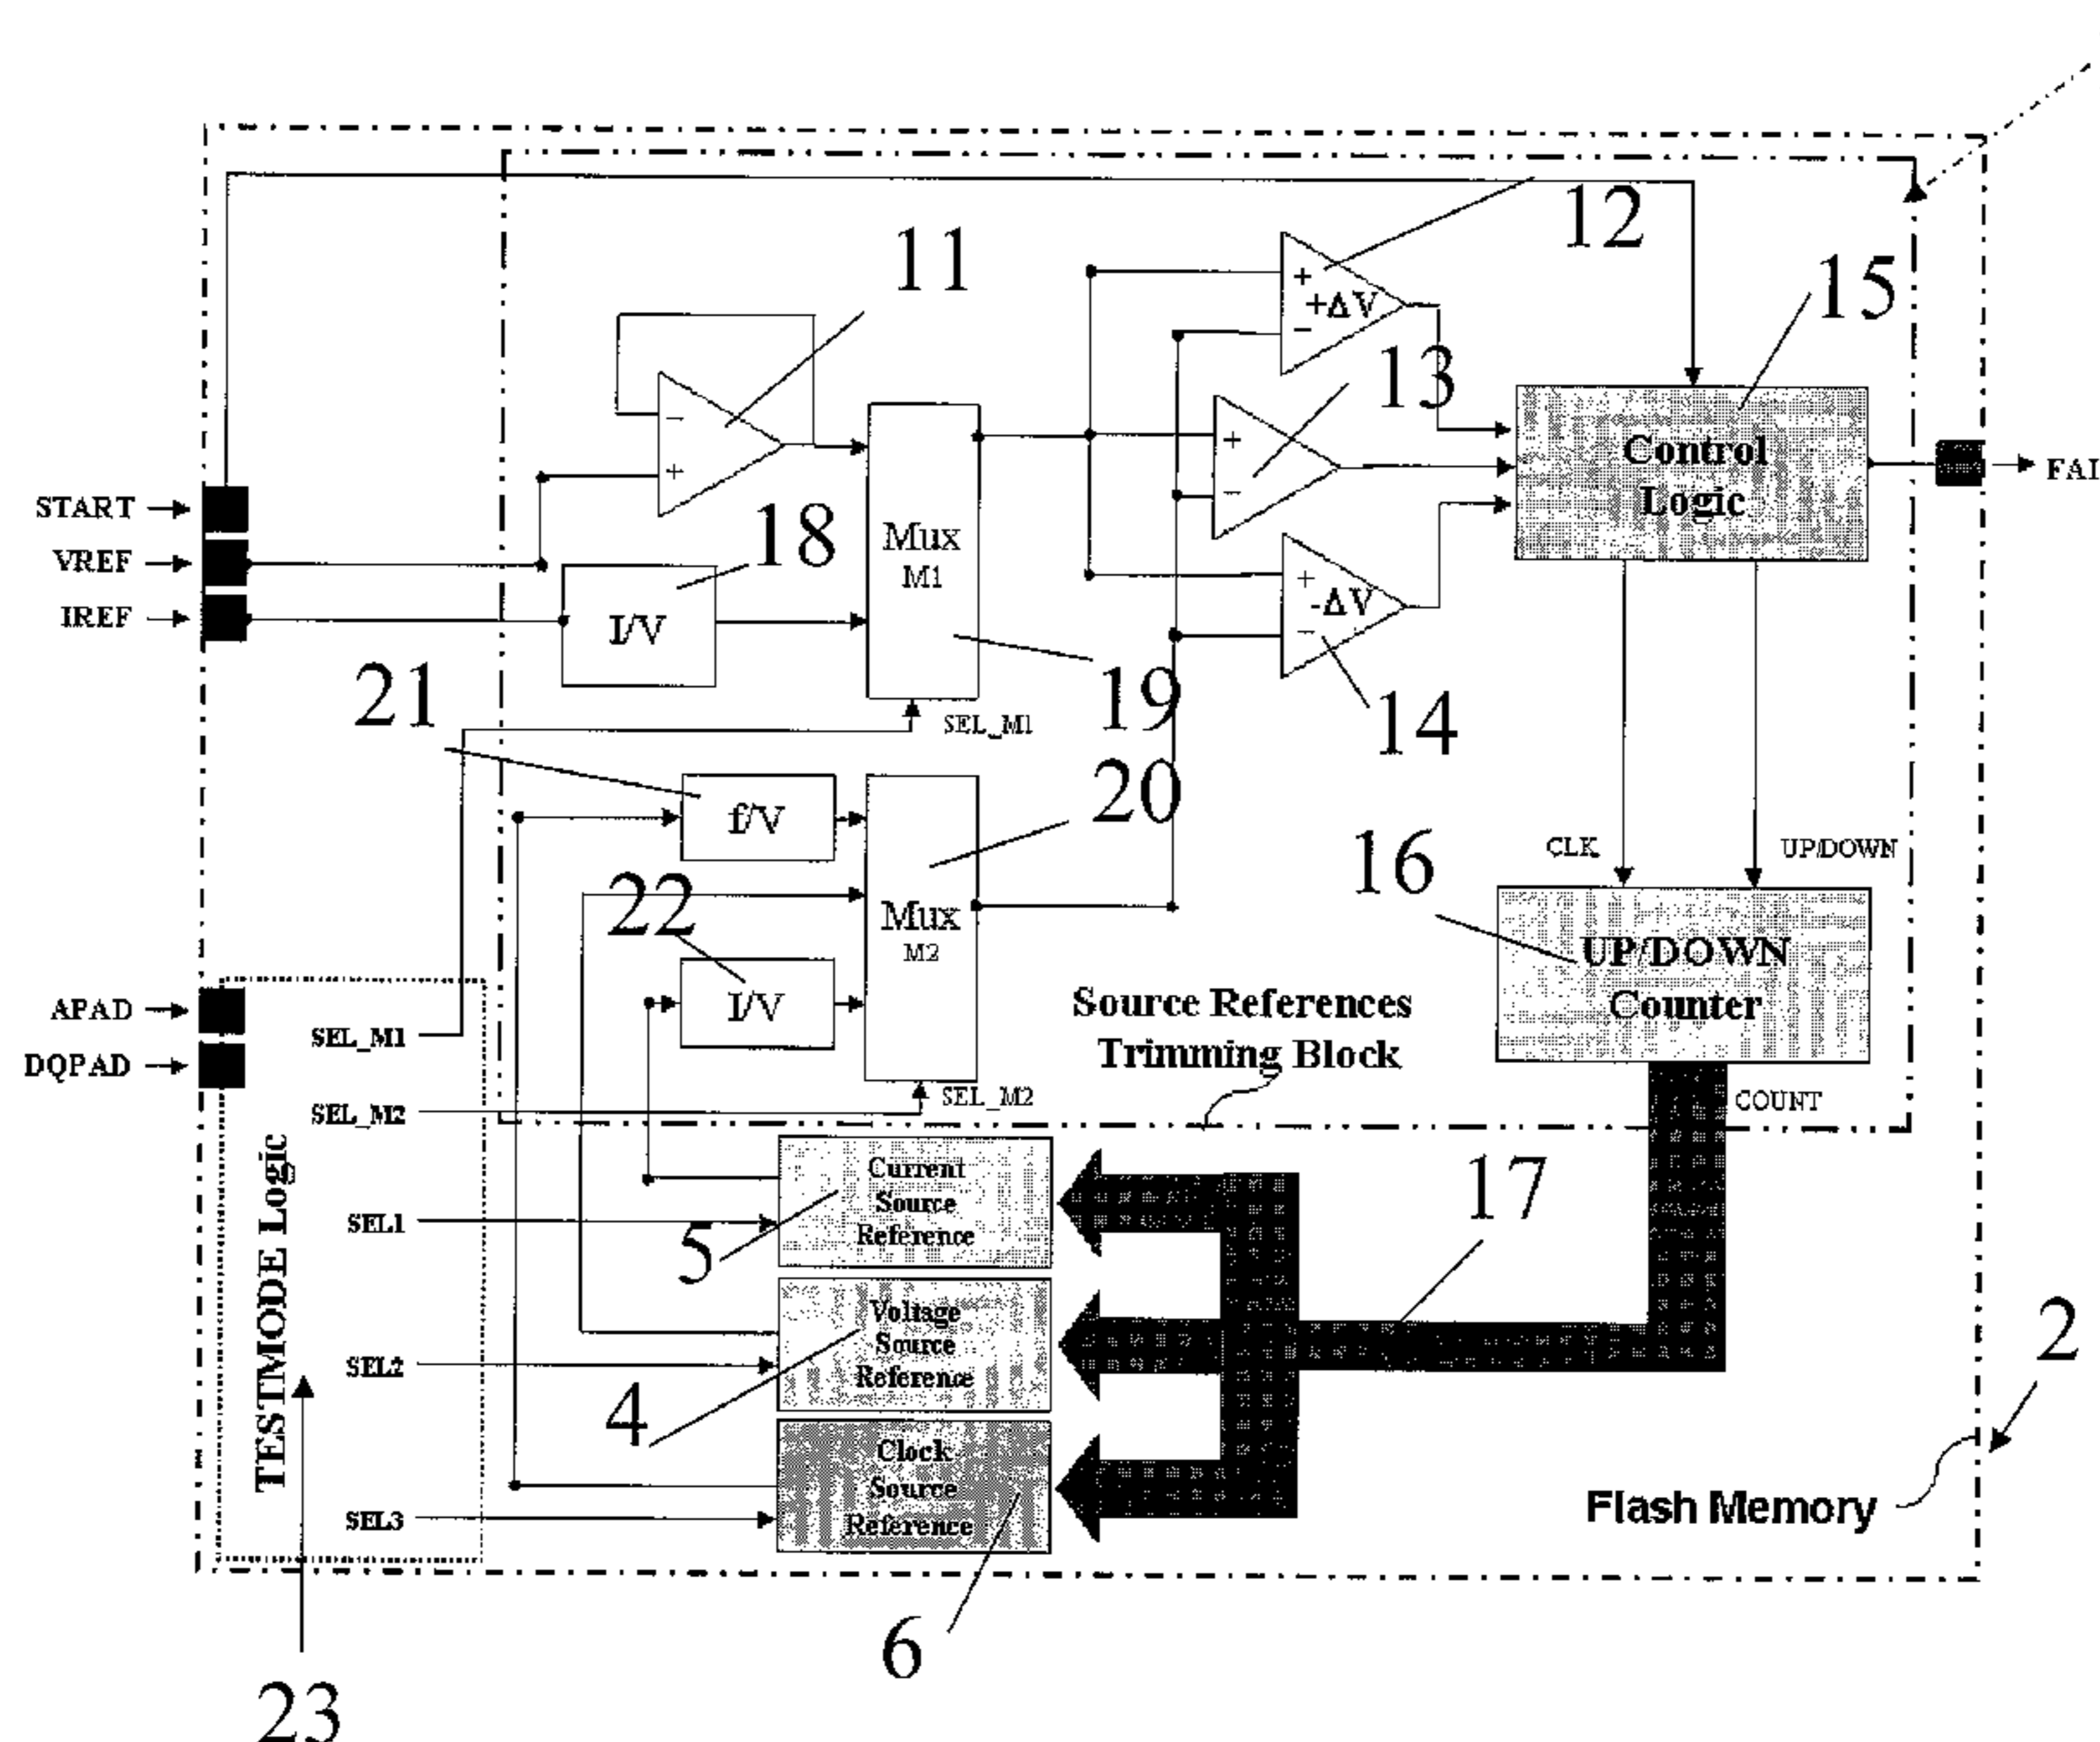 12
11
15
+
+ΔV
−
13
START
VREF
IREF
−
+
18
I/V
Mux
M1
+
−
Control
Logic
FAI
+
-ΔV
−
21
19
14
SEL_M1
f/V
20
22
Mux
M2
I/V
16
CLK
UP/DOWN
UP/DOWN
Counter
APAD
DQPAD
SEL_M1
SEL_M2
Source References
Trimming Block
SEL_M2
COUNT
TESTMODE Logic
SEL1
SEL2
SEL3
Current
Source
Reference
5
17
Voltage
Source
Reference
4
2
Clock
Source
Reference
Flash Memory
6
23